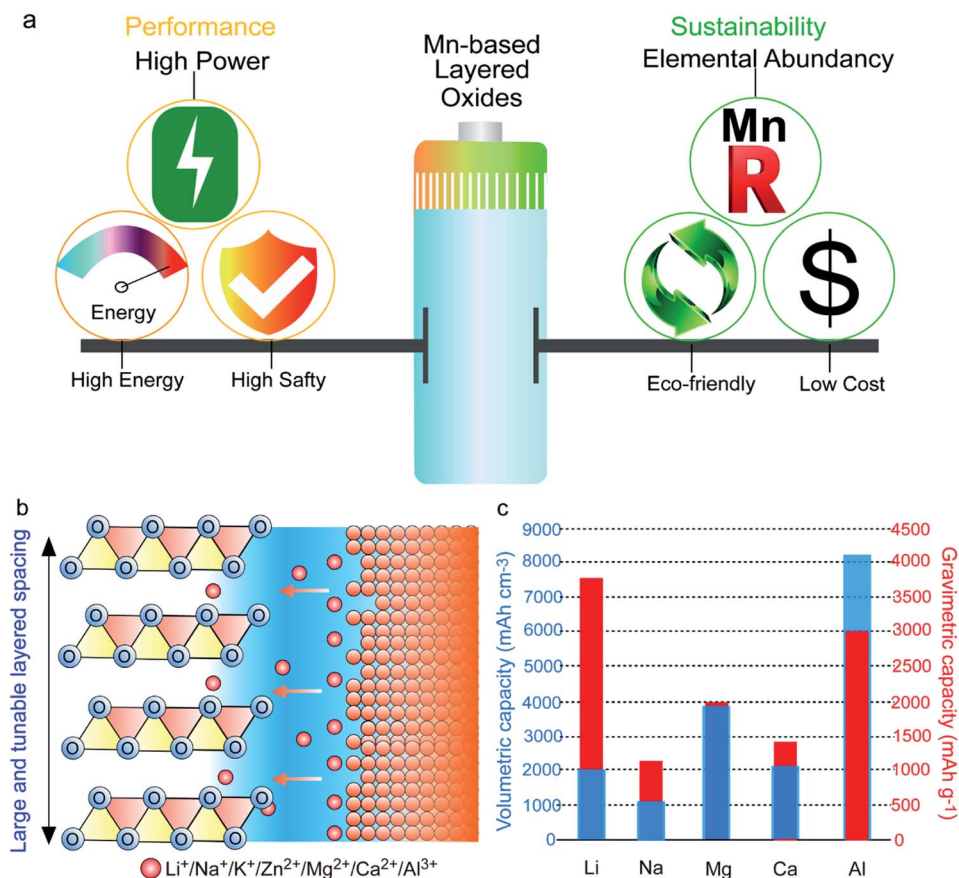 a
Performance
High Power
Energy
High Energy
High Safty
Mn-based
Layered
Oxides
Sustainability
Elemental Abundancy
Mn
R
$
Eco-friendly
Low Cost
b
Large and tunable layered spacing
O O O O
O O O O
O O O O
O O O O
O O O O
O O O O
O O O O
O O O O
Li⁺/Na⁺/K⁺/Zn²⁺/Mg²⁺/Ca²⁺/Al³⁺
c
Volumetric capacity (mAh cm-3)
9000
8000
7000
6000
5000
4000
3000
2000
1000
0
Li Na Mg Ca Al
4500
4000
3500
3000
2500
2000
1500
1000
500
0
Gravimetric capacity (mAh g-1)